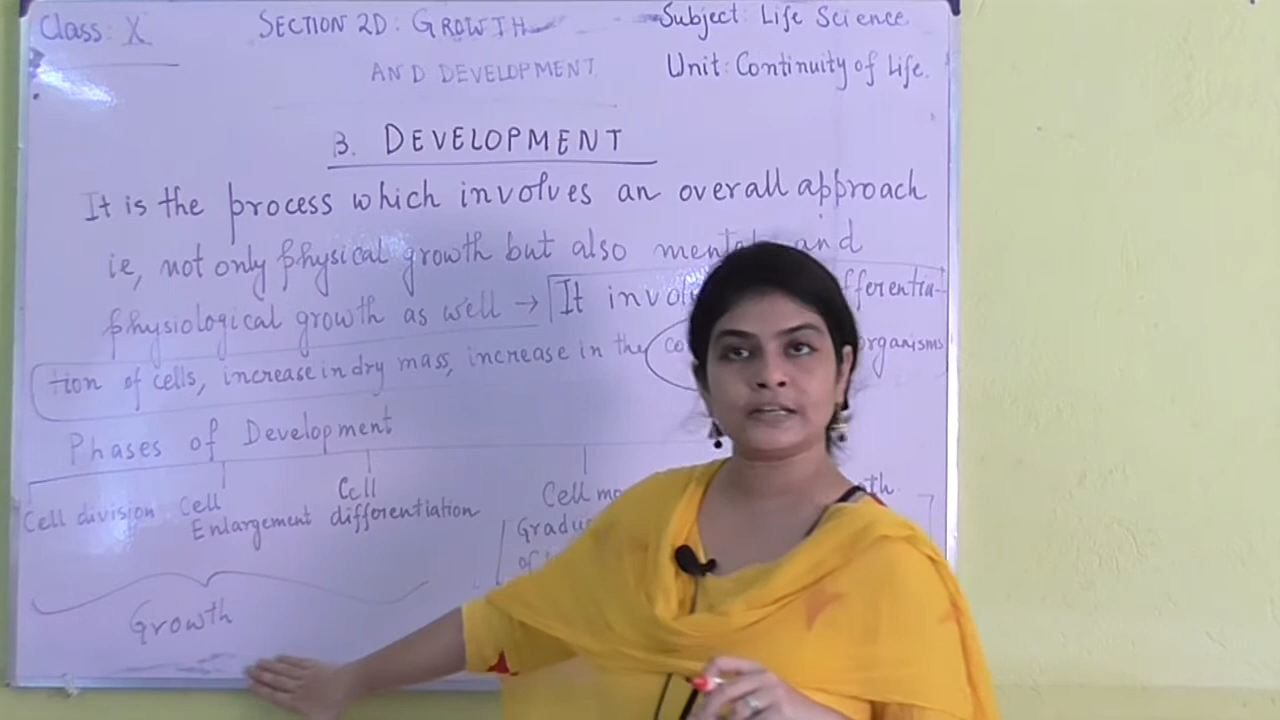 Class: X
SECTION 2D: GROWTH
AND DEVELOPMENT
Subject: Life Science
Unit: Continuity of Life.
B. DEVELOPMENT
It is the process which involves an overall approach
ie, not only physical growth but also and
physiological growth as well → It
tion of cells, increase in dry mass, increase in the organisms
Phases of Development
Cell division
Cell
Enlargement
Cell
differentiation
Cell
Growth